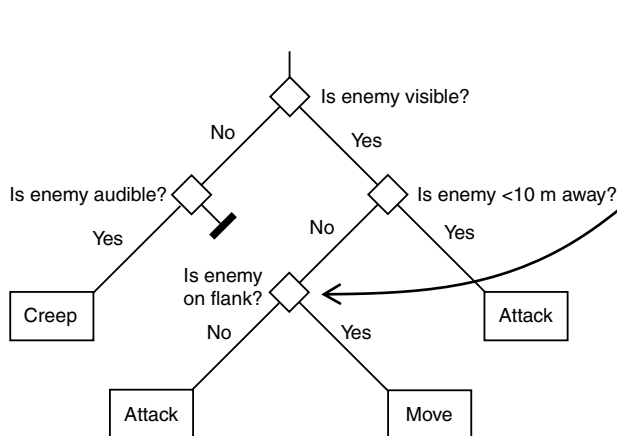 Is enemy visible?
No
Yes
Is enemy audible?
Is enemy <10 m away?
Yes
No
Yes
Is enemy
on flank?
Creep
Attack
No
Yes
Attack
Move